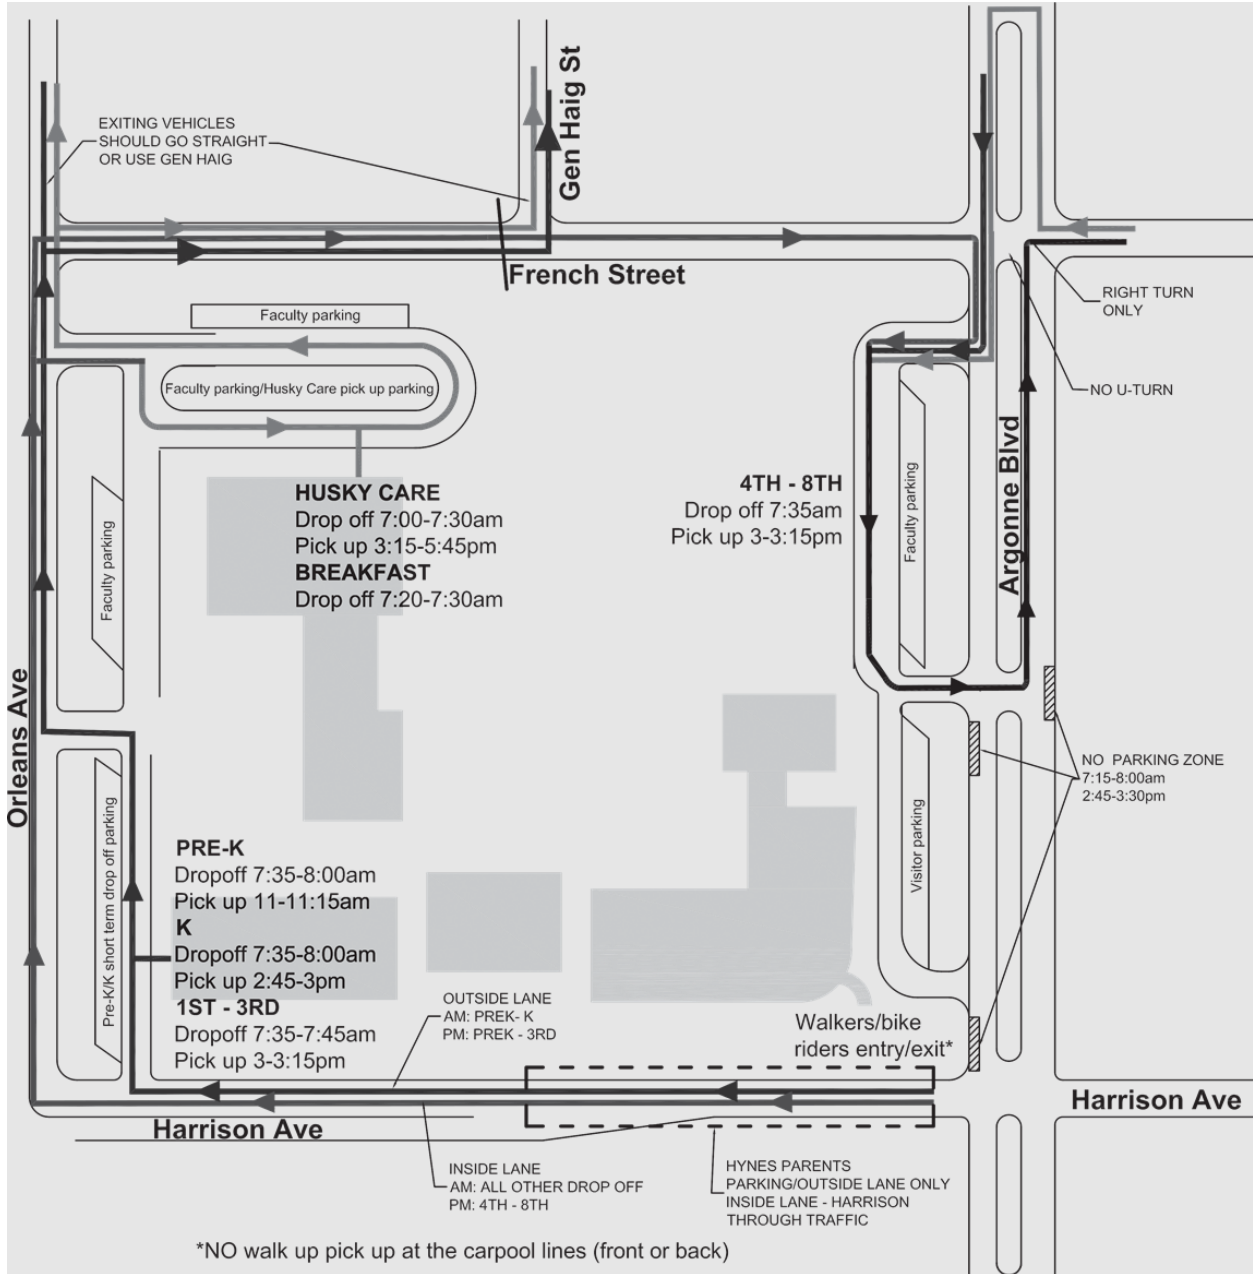 Gen Haig St
EXITING VEHICLES
SHOULD GO STRAIGHT
OR USE GEN HAIG
French Street
RIGHT TURN
ONLY
NO U-TURN
Faculty parking
Faculty parking/Husky Care pick up parking
HUSKY CARE
Drop off 7:00-7:30am
Pick up 3:15-5:45pm
BREAKFAST
Drop off 7:20-7:30am
4TH - 8TH
Drop off 7:35am
Pick up 3-3:15pm
Faculty parking
Argonne Blvd
Faculty parking
Orleans Ave
NO PARKING ZONE
7:15-8:00am
2:45-3:30pm
Visitor parking
Pre-K/K short term drop off parking
PRE-K
Dropoff 7:35-8:00am
Pick up 11-11:15am
K
Dropoff 7:35-8:00am
Pick up 2:45-3pm
1ST - 3RD
Dropoff 7:35-7:45am
Pick up 3-3:15pm
OUTSIDE LANE
AM: PREK- K
PM: PREK - 3RD
Walkers/bike
riders entry/exit*
Harrison Ave
Harrison Ave
INSIDE LANE
AM: ALL OTHER DROP OFF
PM: 4TH - 8TH
HYNES PARENTS
PARKING/OUTSIDE LANE ONLY
INSIDE LANE - HARRISON
THROUGH TRAFFIC
*NO walk up pick up at the carpool lines (front or back)